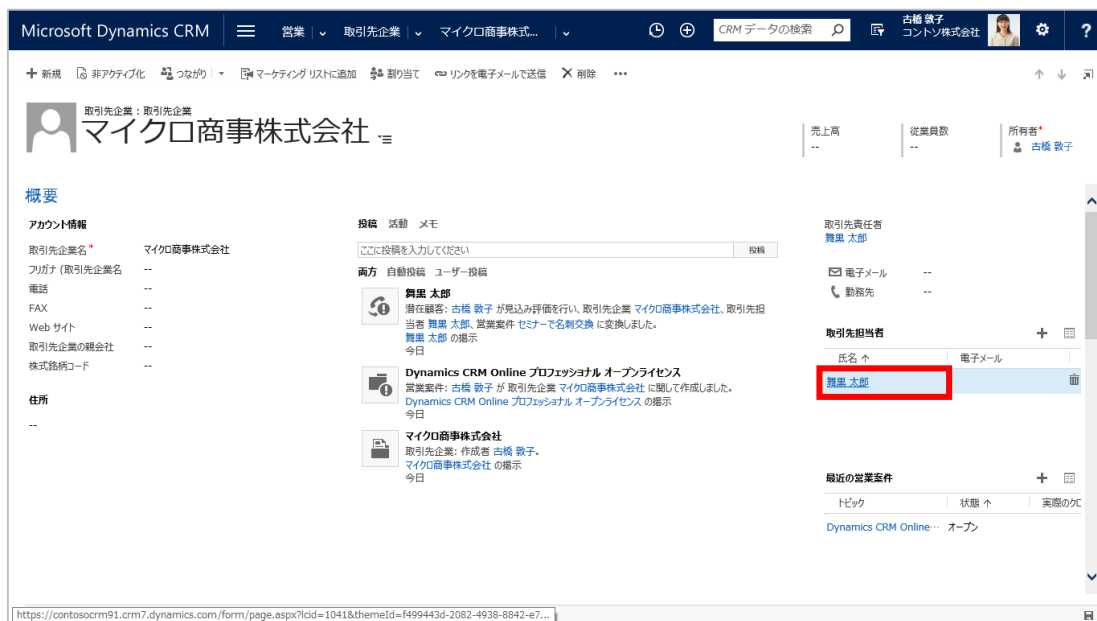 Microsoft Dynamics CRM 営業 取引先企業 マイクロ商事株式... CRM データの検索 古橋 敦子 コントソ株式会社 ?
新規 非アクティブ化 つながり マーケティング リストに追加 割り当て リンクを電子メールで送信 削除 •••
取引先企業 : 取引先企業
マイクロ商事株式会社
売上高 従業員数 所有者*
-- -- 古橋 敦子
概要
アカウント情報
取引先企業名* マイクロ商事株式会社
フリガナ (取引先企業名 --
電話 --
FAX --
Web サイト --
取引先企業の親会社 --
株式銘柄コード --
住所
--
投稿 活動 メモ
ここに投稿を入力してください 投稿
両方 自動投稿 ユーザー投稿
舞黒 太郎
潜在顧客: 古橋 敦子 が見込み評価を行い、取引先企業 マイクロ商事株式会社、取引先担
当者 舞黒 太郎、営業案件 セミナーで名刺交換 に変換しました。
舞黒 太郎 の掲示
今日
Dynamics CRM Online プロフェッショナル オープンライセンス
営業案件: 古橋 敦子 が 取引先企業 マイクロ商事株式会社 に関して作成しました。
Dynamics CRM Online プロフェッショナル オープンライセンス の掲示
今日
マイクロ商事株式会社
取引先企業: 作成者 古橋 敦子。
マイクロ商事株式会社 の掲示
今日
取引先責任者
舞黒 太郎
電子メール --
勤務先 --
取引先担当者
氏名 電子メール
舞黒 太郎
最近の営業案件
トピック 状態 実際のクロ
Dynamics CRM Online… オープン
https://contosocrm91.crm7.dynamics.com/form/page.aspx?lcid=1041&themeId=f499443d-2082-4938-8842-e7...